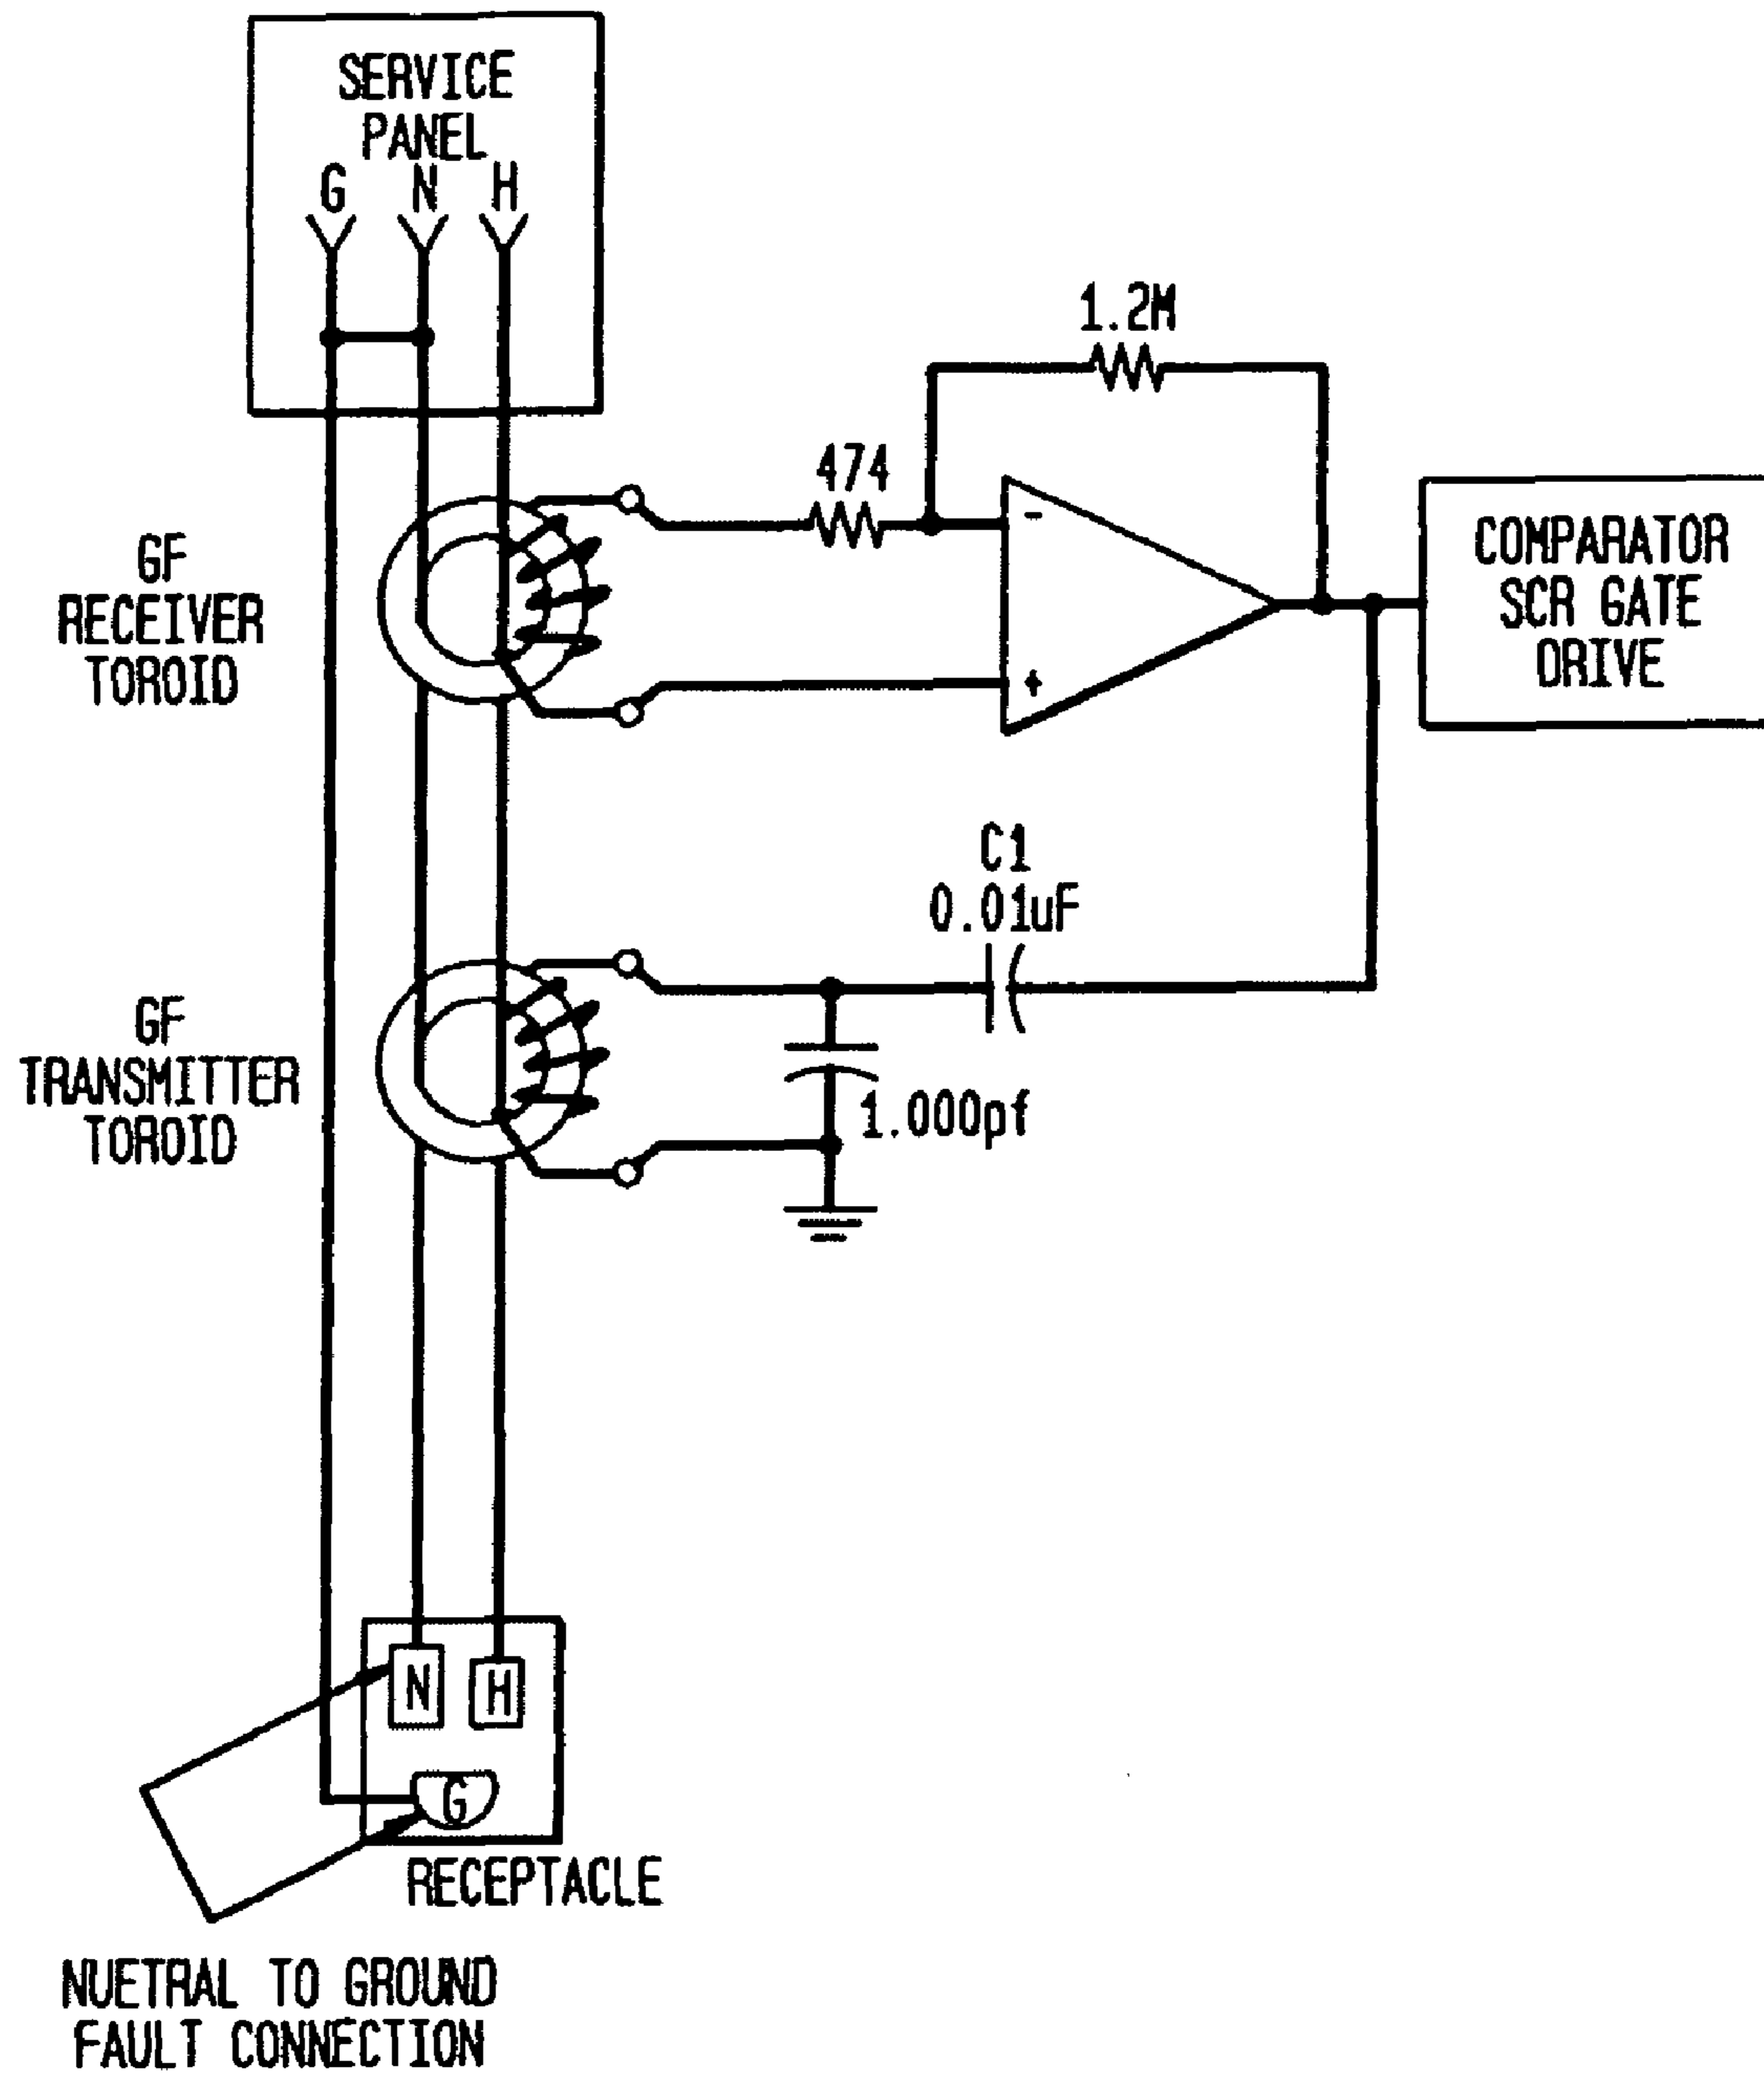 SERVICE
PANEL
G N H
1.2M
474
-
+
COMPARATOR
SCR GATE
DRIVE
GF
RECEIVER
TOROID
C1
0.01uF
GF
TRANSMITTER
TOROID
1.000pf
N H
G
RECEPTACLE
NUETRAL TO GROUND
FAULT CONNECTION